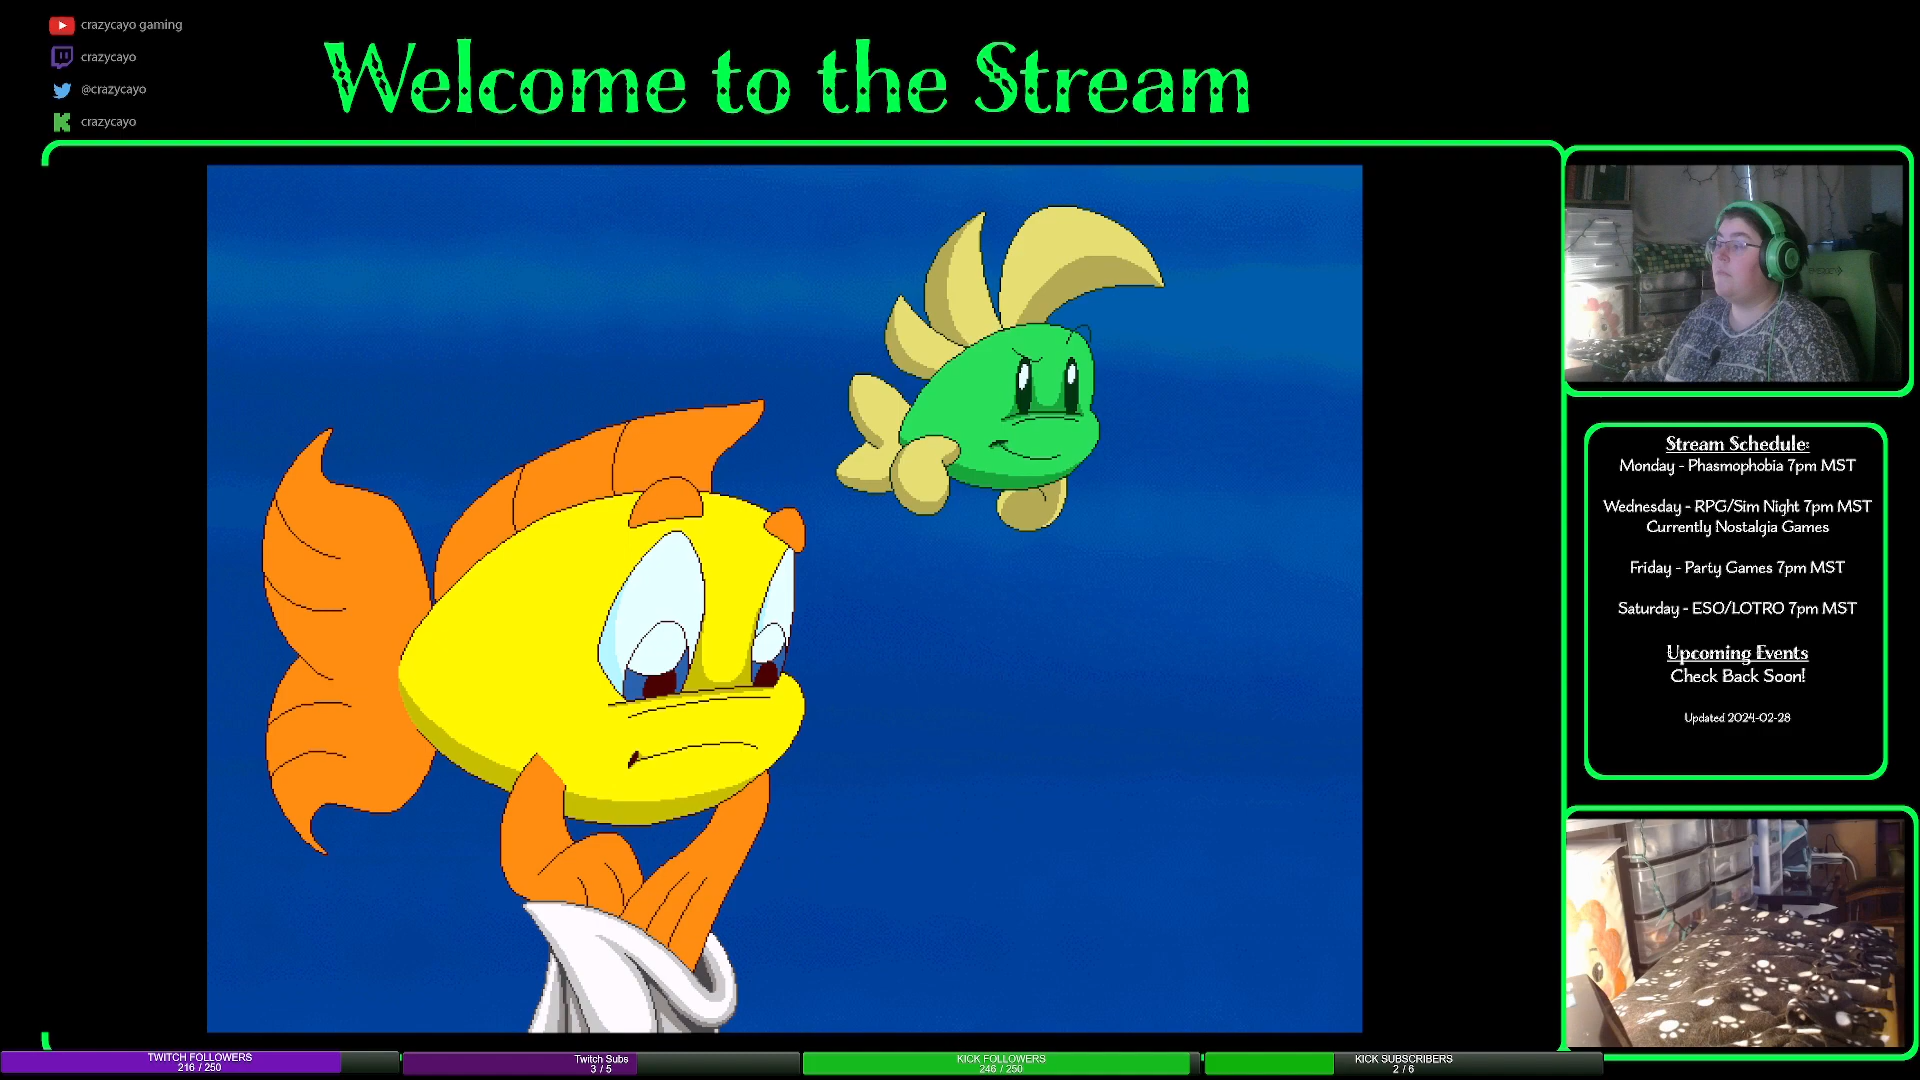 crazycayo gaming
crazycayo
@crazycayo
crazycayo
Welcome to the Stream
Stream Schedule:
Monday - Phasmophobia 7pm MST
Wednesday - RPG/Sim Night 7pm MST
Currently Nostalgia Games
Friday - Party Games 7pm MST
Saturday - ESO/LOTRO 7pm MST
Upcoming Events
Check Back Soon!
Updated 2024-02-28
TWITCH FOLLOWERS
216 / 250
Twitch Subs
3 / 5
KICK FOLLOWERS
246 / 250
KICK SUBSCRIBERS
2 / 6